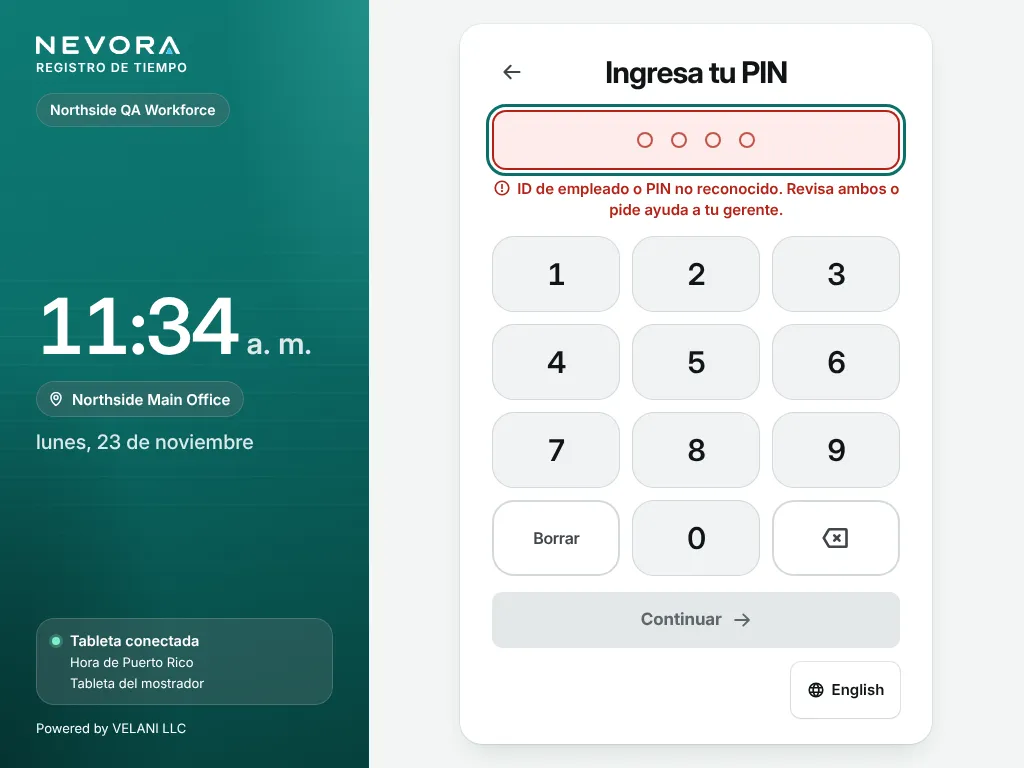 NEVORA
REGISTRO DE TIEMPO
Northside QA Workforce
11:34 a. m.
Northside Main Office
lunes, 23 de noviembre
Tableta conectada
Hora de Puerto Rico
Tableta del mostrador
Powered by VELANI LLC
Ingresa tu PIN
ID de empleado o PIN no reconocido. Revisa ambos o
pide ayuda a tu gerente.
1 2 3
4 5 6
7 8 9
Borrar 0
Continuar
English